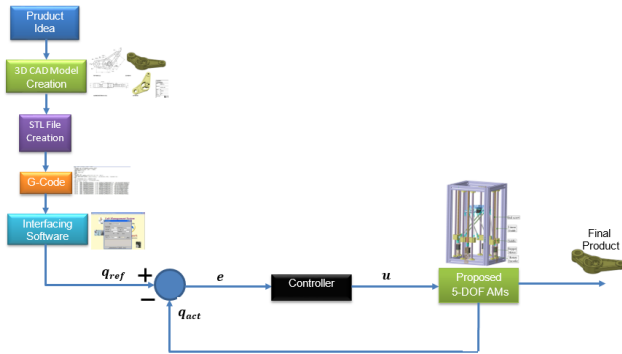 Pruduct
Idea
3D CAD Model
Creation
STL File
Creation
G-Code
Interfacing
Software
q_ref
+
−
q_act
e
Controller
u
Proposed
5-DOF AMs
Final
Product